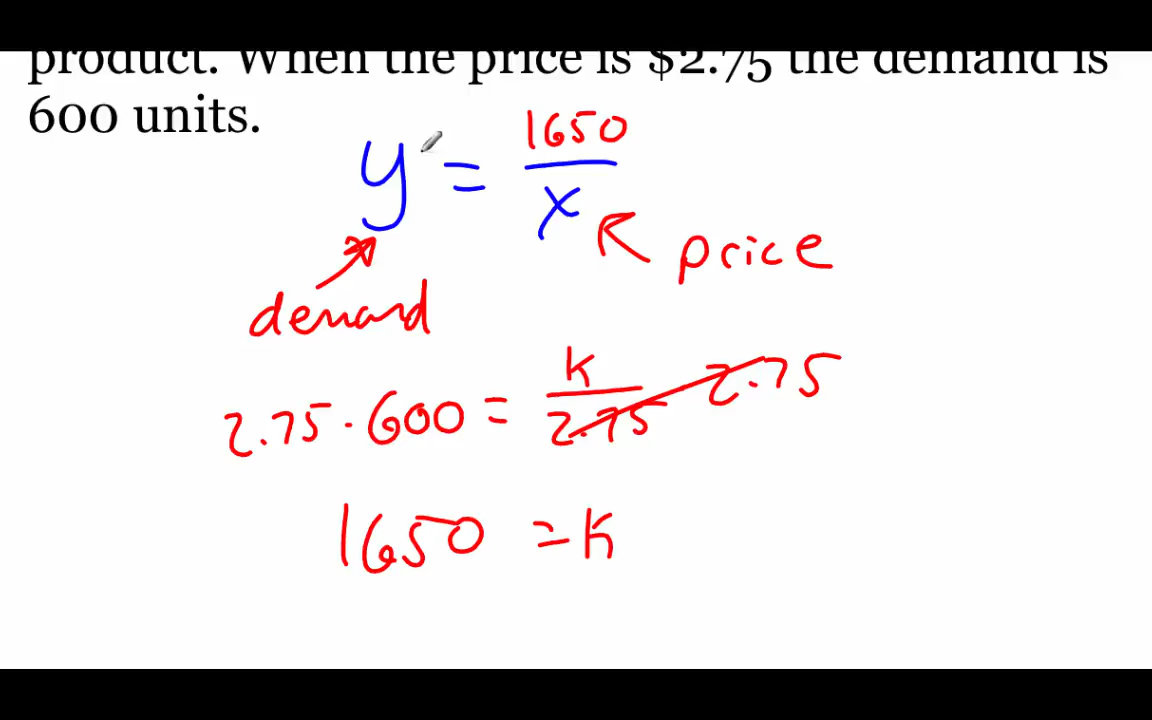 product. When the price is $2.75 the demand is
600 units.
y = 1650/x
price
demand
2.75 · 600 = K/2.75 2.75
1650 = K